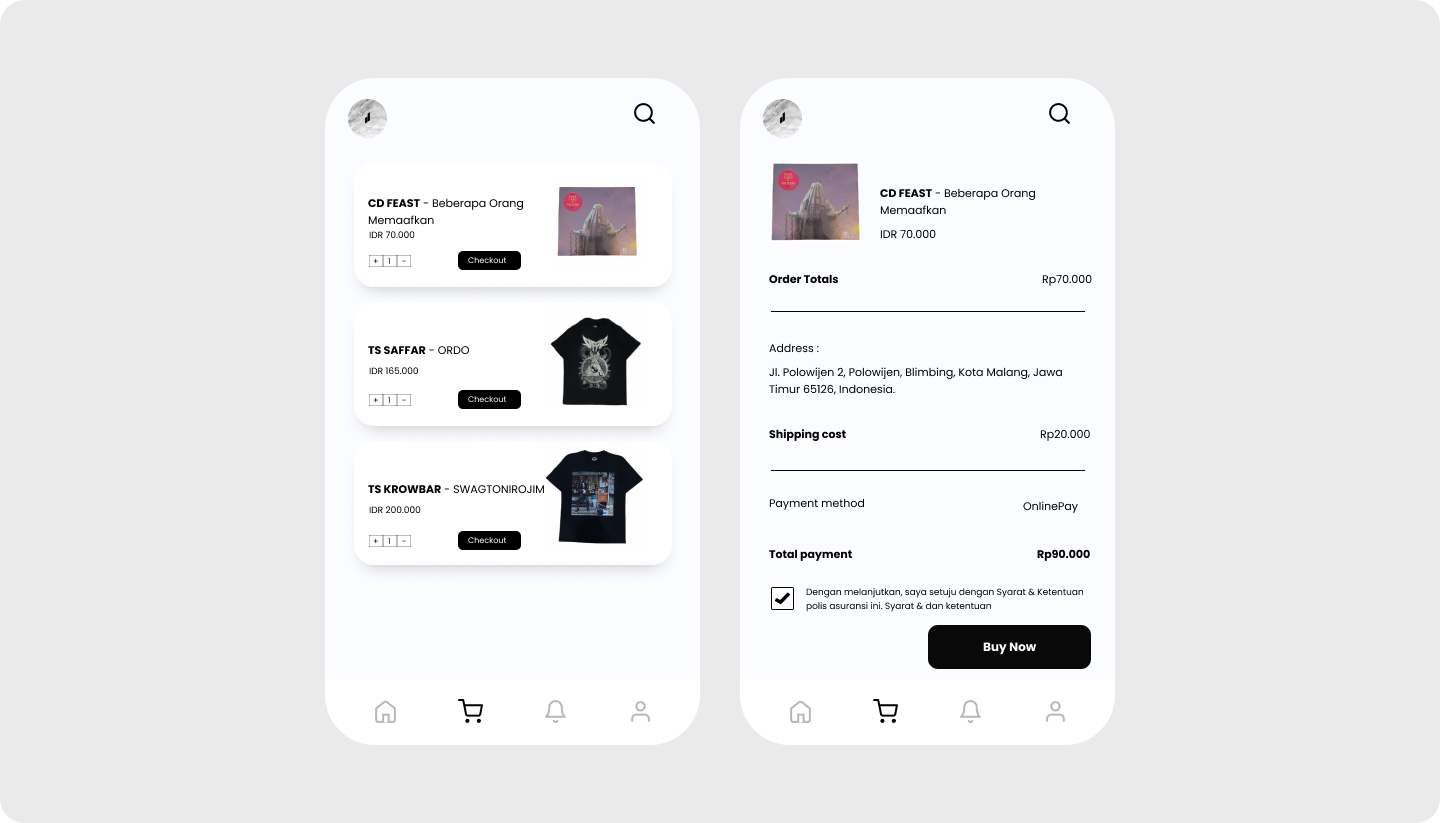 CD FEAST - Beberapa Orang
Memaafkan
IDR 70.000
+ 1 -
Checkout
TS SAFFAR - ORDO
IDR 165.000
+ 1 -
Checkout
TS KROWBAR - SWAGTONIROJIM
IDR 200.000
+ 1 -
Checkout
CD FEAST - Beberapa Orang
Memaafkan
IDR 70.000
Order Totals
Rp70.000
Address :
Jl. Polowijen 2, Polowijen, Blimbing, Kota Malang, Jawa
Timur 65126, Indonesia.
Shipping cost
Rp20.000
Payment method
OnlinePay
Total payment
Rp90.000
Dengan melanjutkan, saya setuju dengan Syarat & Ketentuan
polis asuransi ini. Syarat & dan ketentuan
Buy Now